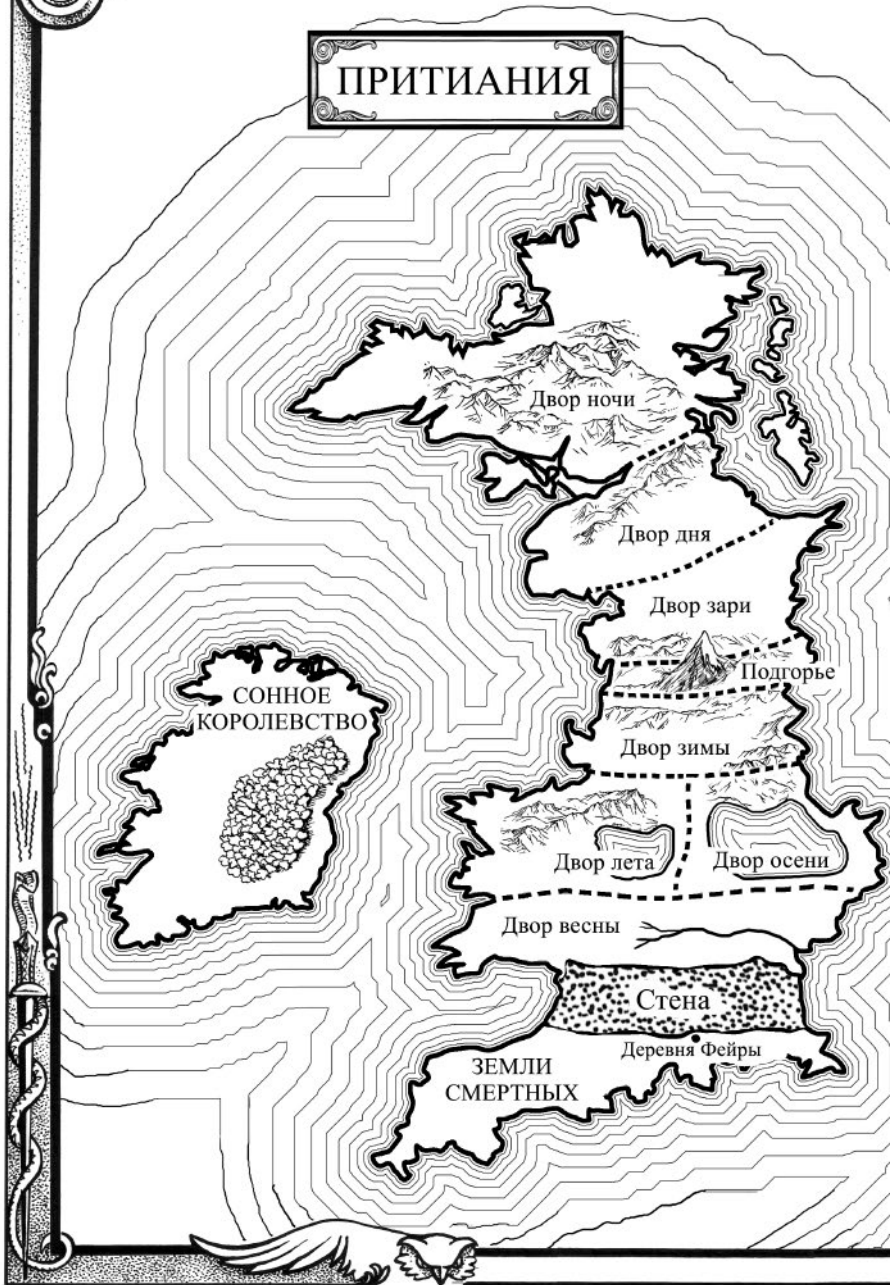 ПРИТИАНИЯ
Двор ночи
Двор дня
Двор зари
Подгорье
СОННОЕ
КОРОЛЕВСТВО
Двор зимы
Двор лета
Двор осени
Двор весны
Стена
Деревня Фейры
ЗЕМЛИ
СМЕРТНЫХ